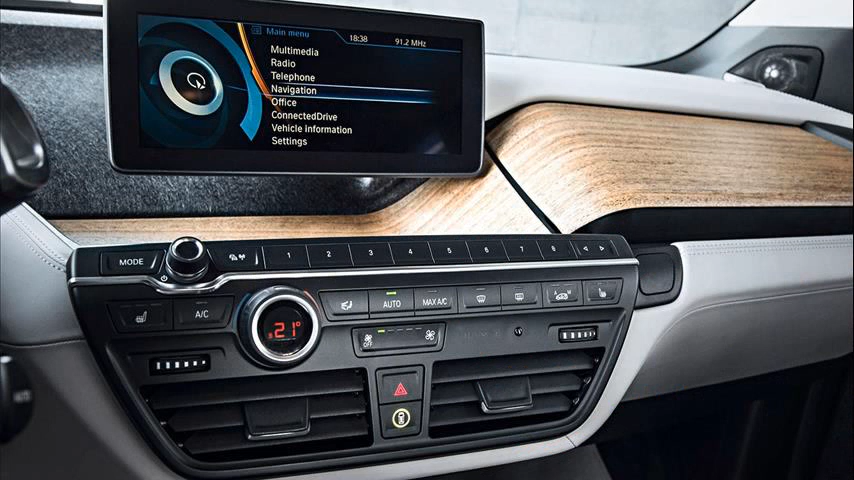 Main menu
18:38
91.2 MHz
Multimedia
Radio
Telephone
Navigation
Office
ConnectedDrive
Vehicle information
Settings
MODE
1 2 3 4 5 6 7 8
A/C
21°
AUTO
MAX A/C
A M
OFF